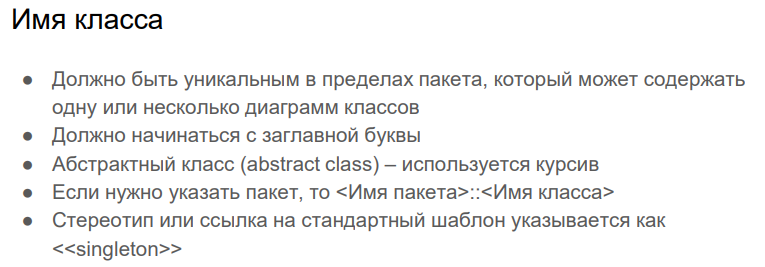 Имя класса
● Должно быть уникальным в пределах пакета, который может содержать
одну или несколько диаграмм классов
● Должно начинаться с заглавной буквы
● Абстрактный класс (abstract class) – используется курсив
● Если нужно указать пакет, то <Имя пакета>::<Имя класса>
● Стереотип или ссылка на стандартный шаблон указывается как
<<singleton>>